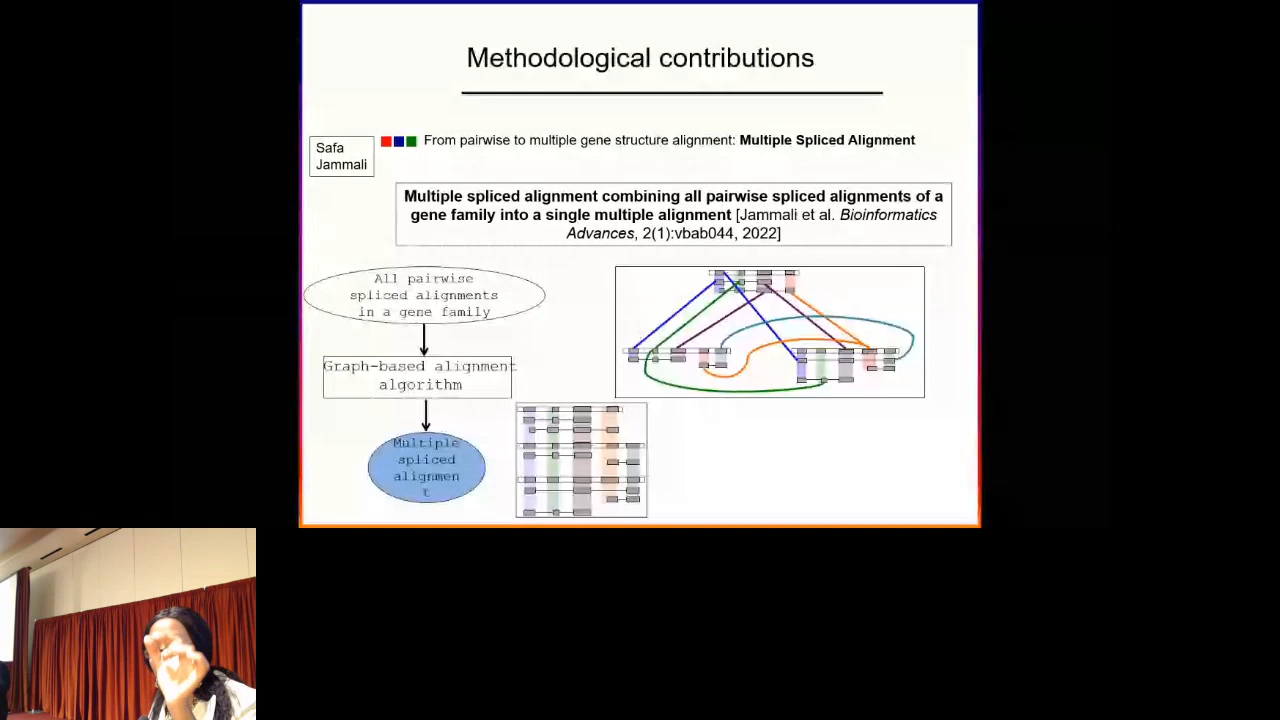 Methodological contributions
Safa
Jammali
From pairwise to multiple gene structure alignment: Multiple Spliced Alignment
Multiple spliced alignment combining all pairwise spliced alignments of a
gene family into a single multiple alignment [Jammali et al. Bioinformatics
Advances, 2(1):vbab044, 2022]
All pairwise
spliced alignments
in a gene family
Graph-based alignment
algorithm
Multiple
spliced
alignmen
t